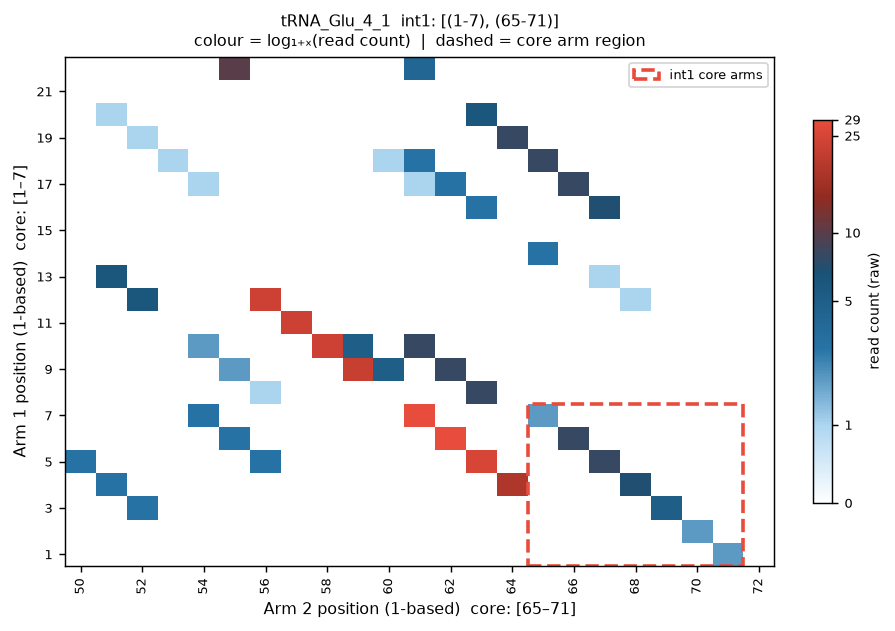 tRNA_Glu_4_1  int1: [(1-7), (65-71)]
colour = log₁₊ₓ(read count)  |  dashed = core arm region
int1 core arms
Arm 1 position (1-based)  core: [1–7]
21
19
17
15
13
11
9
7
5
3
1
50 52 54 56 58 60 62 64 66 68 70 72
Arm 2 position (1-based)  core: [65–71]
29
25
10
5
1
0
read count (raw)